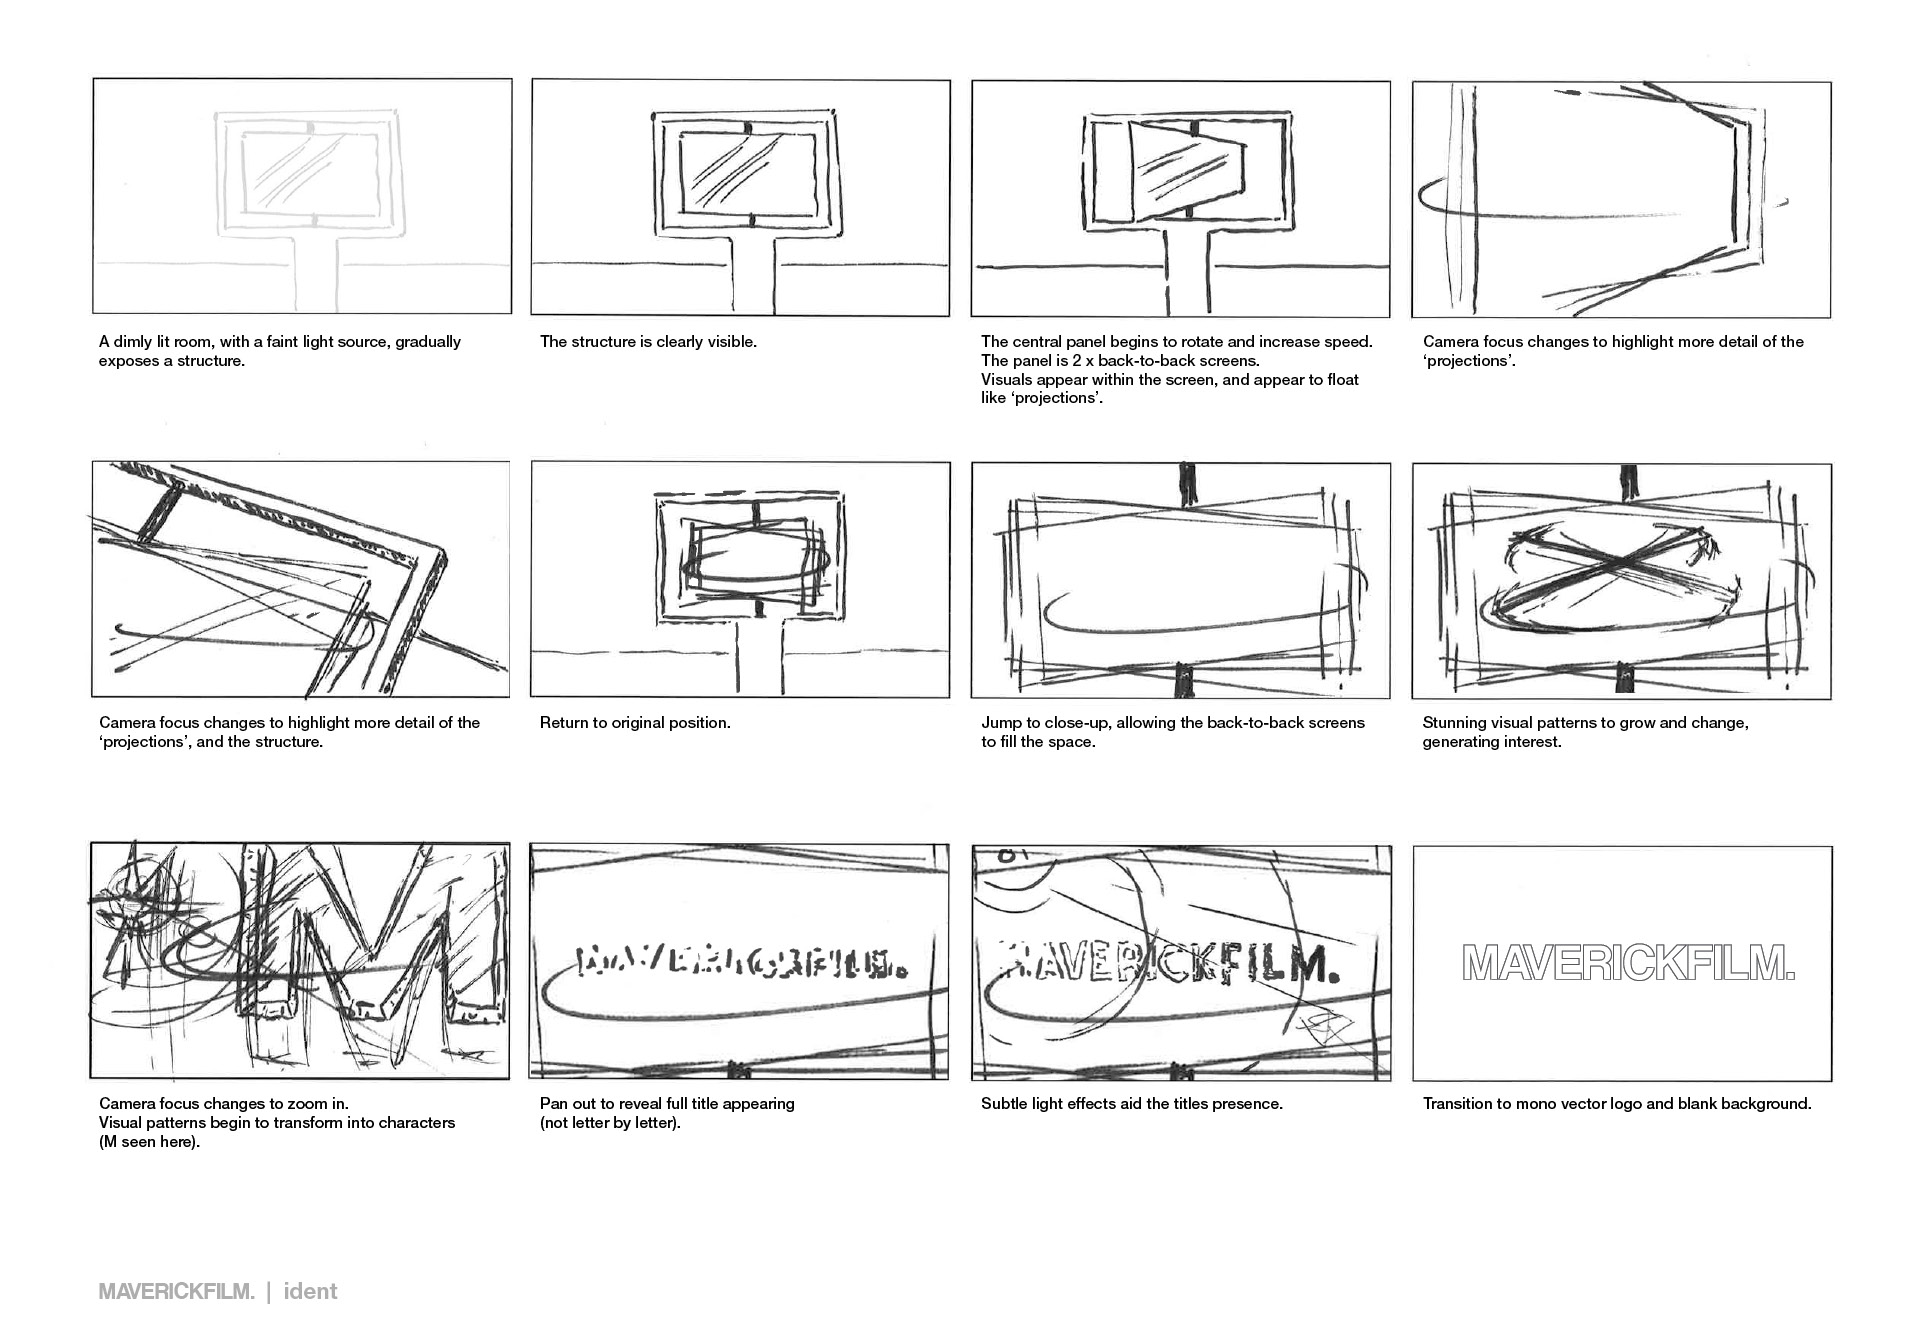 A dimly lit room, with a faint light source, gradually
exposes a structure.
The structure is clearly visible.
The central panel begins to rotate and increase speed.
The panel is 2 x back-to-back screens.
Visuals appear within the screen, and appear to float
like ‘projections’.
Camera focus changes to highlight more detail of the
‘projections’.
Camera focus changes to highlight more detail of the
‘projections’, and the structure.
Return to original position.
Jump to close-up, allowing the back-to-back screens
to fill the space.
Stunning visual patterns to grow and change,
generating interest.
M
Camera focus changes to zoom in.
Visual patterns begin to transform into characters
(M seen here).
MAVERICKFILM.
Pan out to reveal full title appearing
(not letter by letter).
MAVERICKFILM.
Subtle light effects aid the titles presence.
MAVERICKFILM.
Transition to mono vector logo and blank background.
MAVERICKFILM. | ident